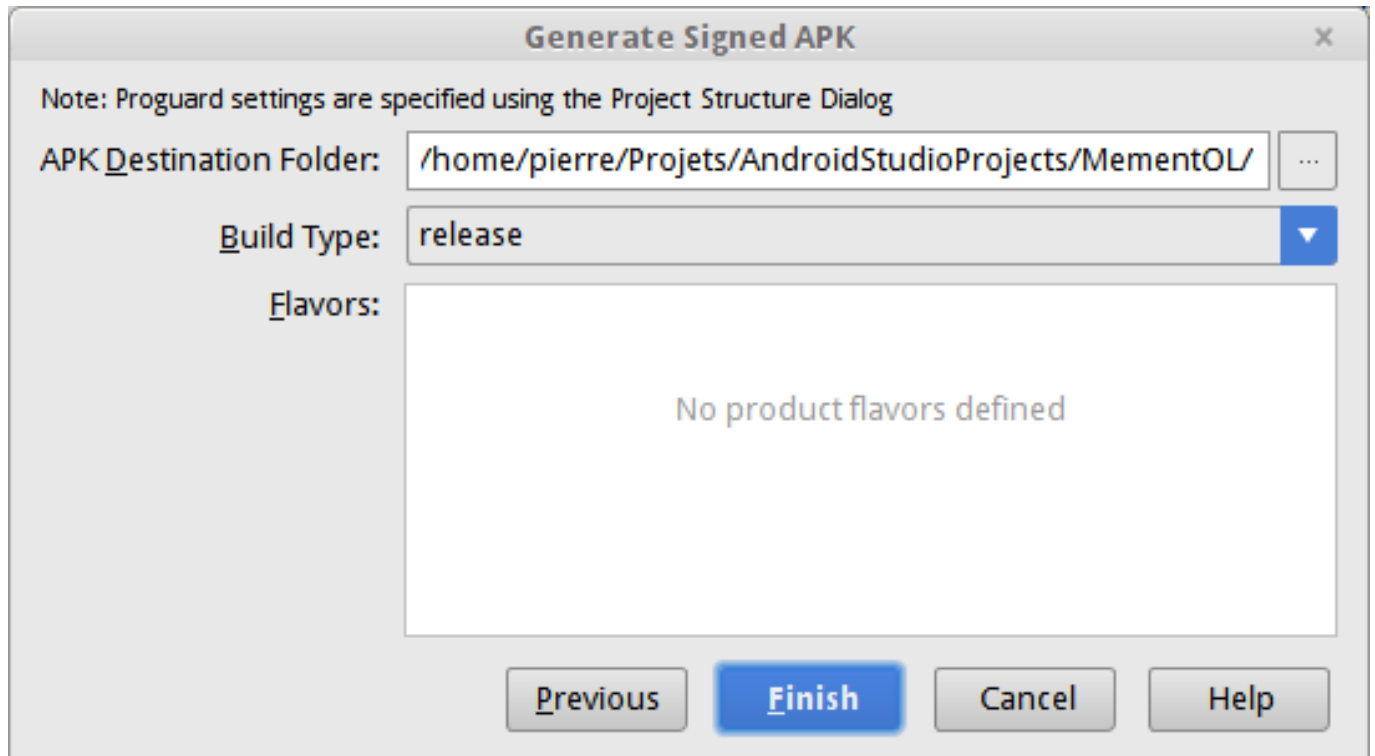 Generate Signed APK
Note: Proguard settings are specified using the Project Structure Dialog
APK Destination Folder: /home/pierre/Projets/AndroidStudioProjects/MementOL/ ...
Build Type: release
Flavors:
No product flavors defined
Previous Finish Cancel Help